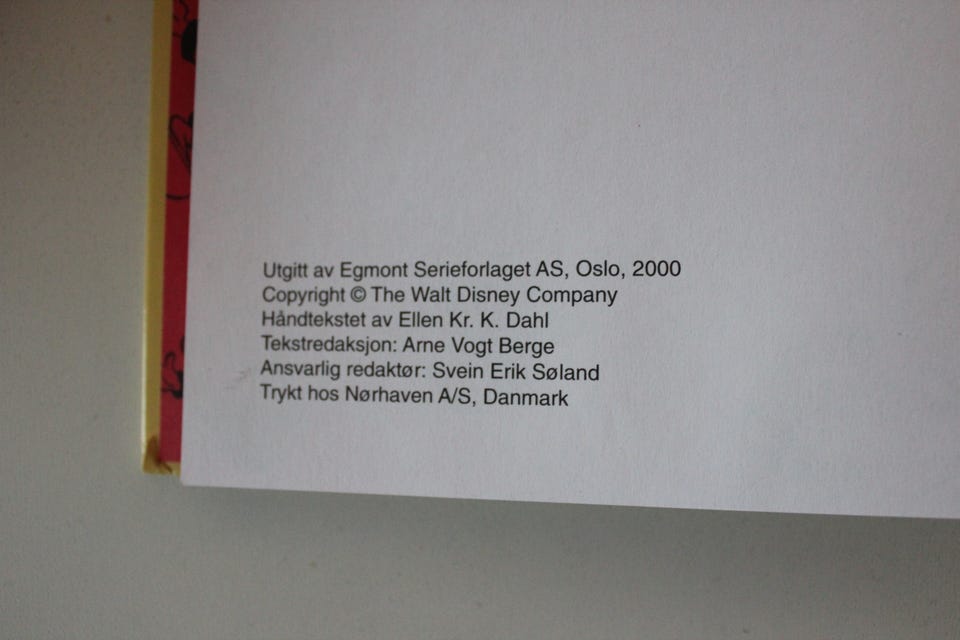 Utgitt av Egmont Serieforlaget AS, Oslo, 2000
Copyright © The Walt Disney Company
Håndtekstet av Ellen Kr. K. Dahl
Tekstredaksjon: Arne Vogt Berge
Ansvarlig redaktør: Svein Erik Søland
Trykt hos Nørhaven A/S, Danmark